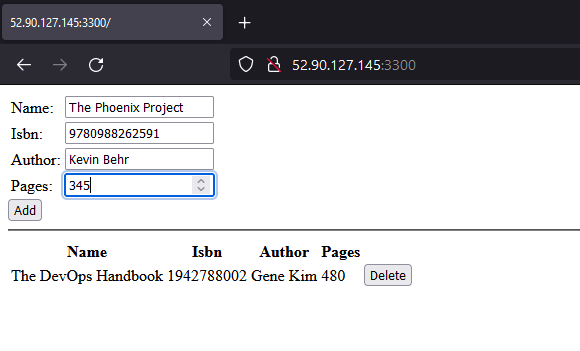 52.90.127.145:3300/
52.90.127.145:3300
Name: The Phoenix Project
Isbn: 9780988262591
Author: Kevin Behr
Pages: 345
Add
Name Isbn Author Pages
The DevOps Handbook 1942788002 Gene Kim 480 Delete